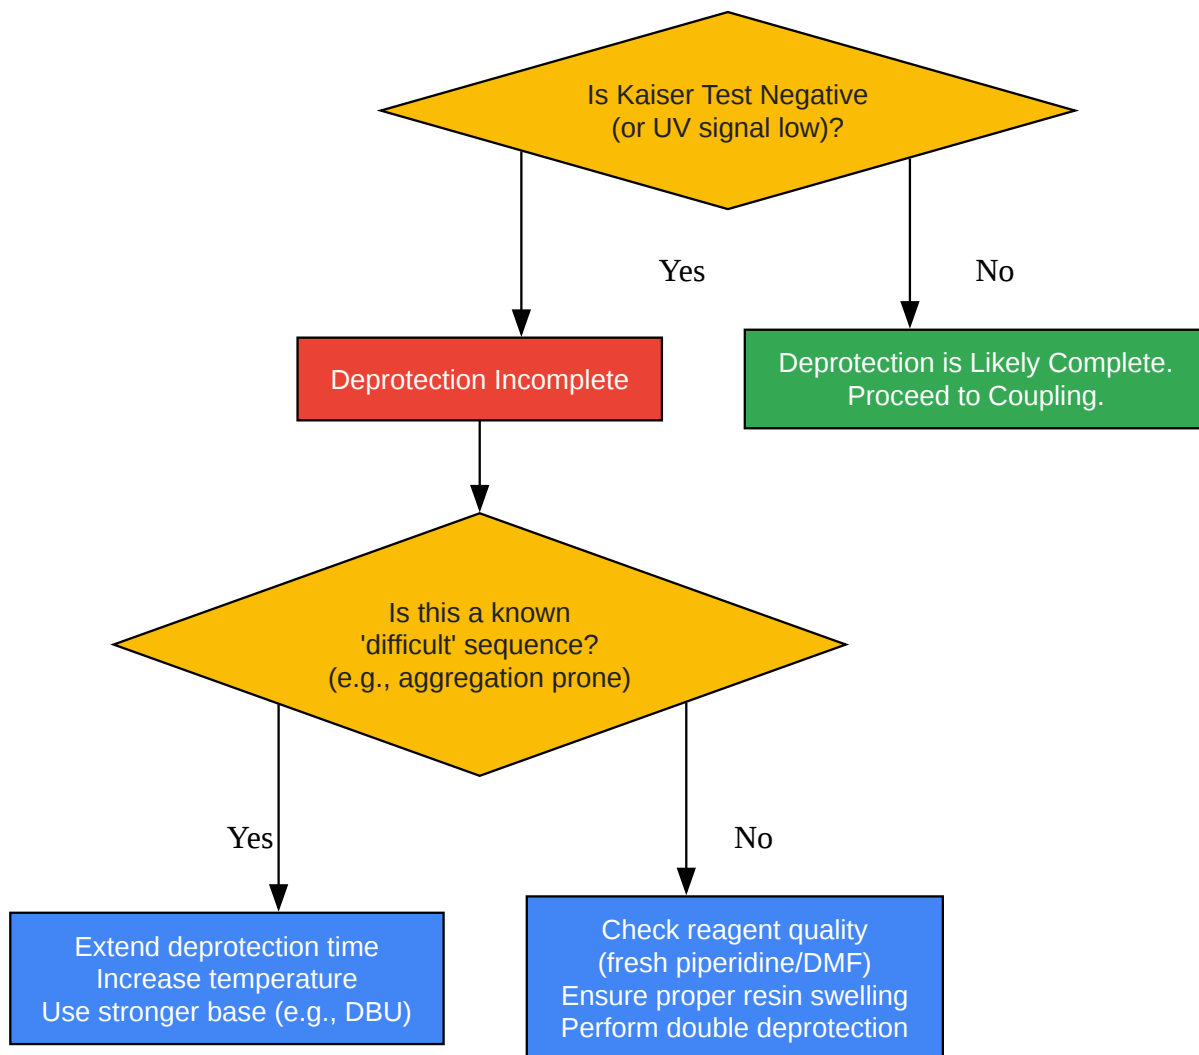 Is Kaiser Test Negative
(or UV signal low)?
Yes
No
Deprotection Incomplete
Deprotection is Likely Complete.
Proceed to Coupling.
Is this a known
'difficult' sequence?
(e.g., aggregation prone)
Yes
No
Extend deprotection time
Increase temperature
Use stronger base (e.g., DBU)
Check reagent quality
(fresh piperidine/DMF)
Ensure proper resin swelling
Perform double deprotection